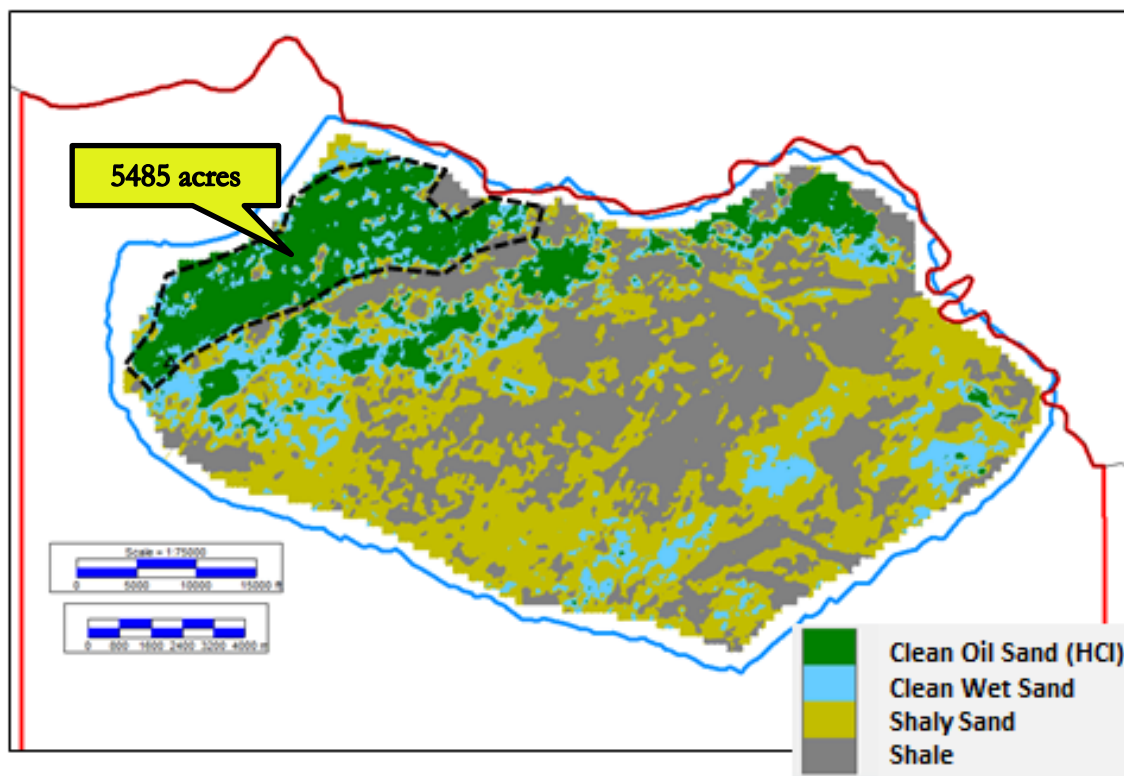 5485 acres
Scale = 1:75000
0 5000 10000 15000 ft
0 800 1600 2400 3200 4000 m
Clean Oil Sand (HCI)
Clean Wet Sand
Shaly Sand
Shale